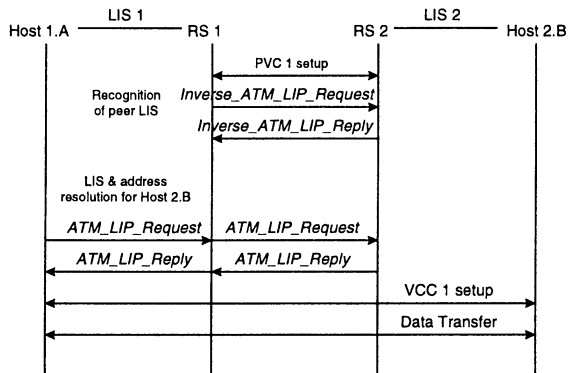 LIS 1
LIS 2
Host 1.A
RS 1
RS 2
Host 2.B
PVC 1 setup
Recognition
of peer LIS
Inverse_ATM_LIP_Request
Inverse_ATM_LIP_Reply
LIS & address
resolution for Host 2.B
ATM_LIP_Request
ATM_LIP_Request
ATM_LIP_Reply
ATM_LIP_Reply
VCC 1 setup
Data Transfer